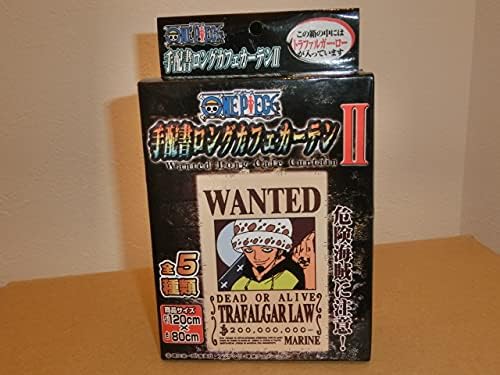 ONE PIECE
手配書ロングカフェカーテンII
この箱の中には
トラファルガー・ロー
が入っています
ONE PIECE
手配書ロングカフェカーテンII
Wanted Long Cafe Curtain
WANTED
DEAD OR ALIVE
TRAFALGAR LAW
200,000,000-
MARINE
危険海賊に注意!
全5種類
商品サイズ
120cm
×
80cm